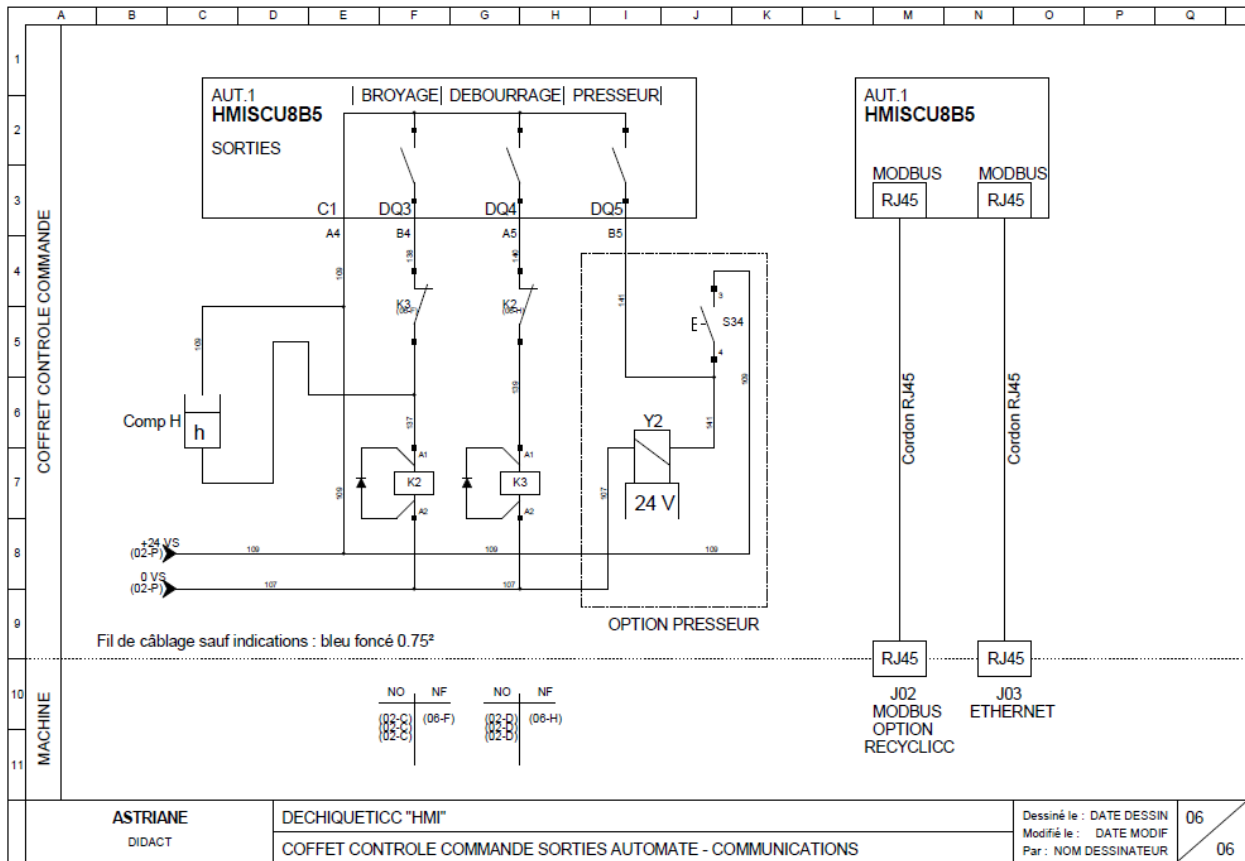 A B C D E F G H I J K L M N O P Q
1
2
3
4
5
6
7
8
9
10
11
COFFRET CONTROLE COMMANDE
MACHINE
AUT.1
HMISCU8B5
SORTIES
BROYAGE DEBOURRAGE PRESSEUR
C1 DQ3 DQ4 DQ5
A4 B4 A5 B5
109 138 140 141
K3
(06-F)
K2
(06-H)
3
S34
4
109
109
Comp H
h
137
139
141
Y2
24 V
A1
K2
A2
A1
K3
A2
109
107
+24 VS
(02-P)
109 109 109
0 VS
(02-P)
107 107
OPTION PRESSEUR
Fil de câblage sauf indications : bleu foncé 0.75²
AUT.1
HMISCU8B5
MODBUS MODBUS
RJ45 RJ45
Cordon RJ45 Cordon RJ45
RJ45 RJ45
J02
MODBUS
OPTION
RECYCLICC
J03
ETHERNET
NO NF
(02-C) (06-F)
(02-C)
(02-C)
NO NF
(02-D) (06-H)
(02-D)
(02-D)
ASTRIANE
DIDACT
DECHIQUETICC "HMI"
COFFET CONTROLE COMMANDE SORTIES AUTOMATE - COMMUNICATIONS
Dessiné le : DATE DESSIN
Modifié le : DATE MODIF
Par : NOM DESSINATEUR
06
06